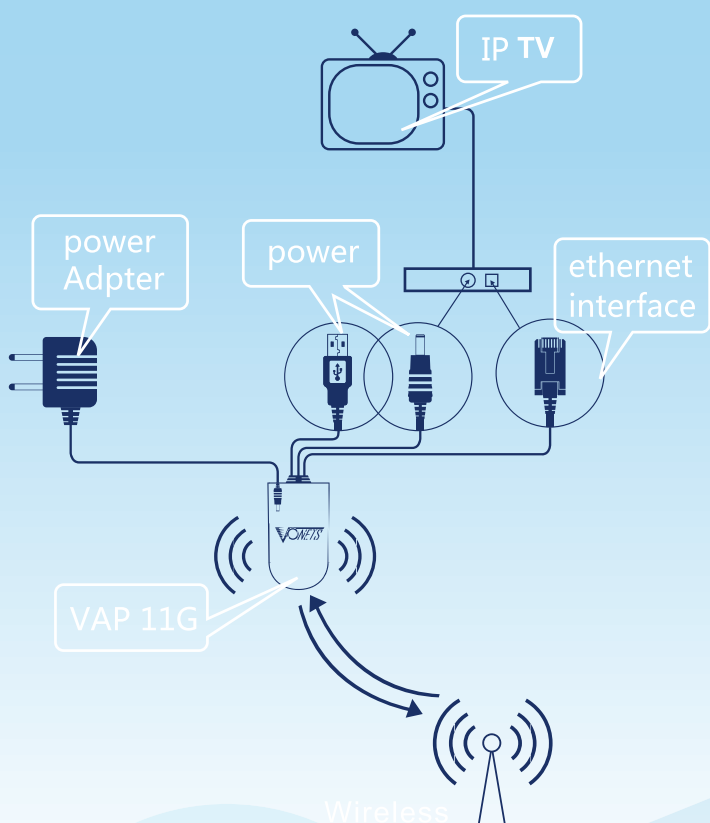 IP TV
power
Adpter
power
ethernet
interface
VONETS
VAP 11G
Wireless